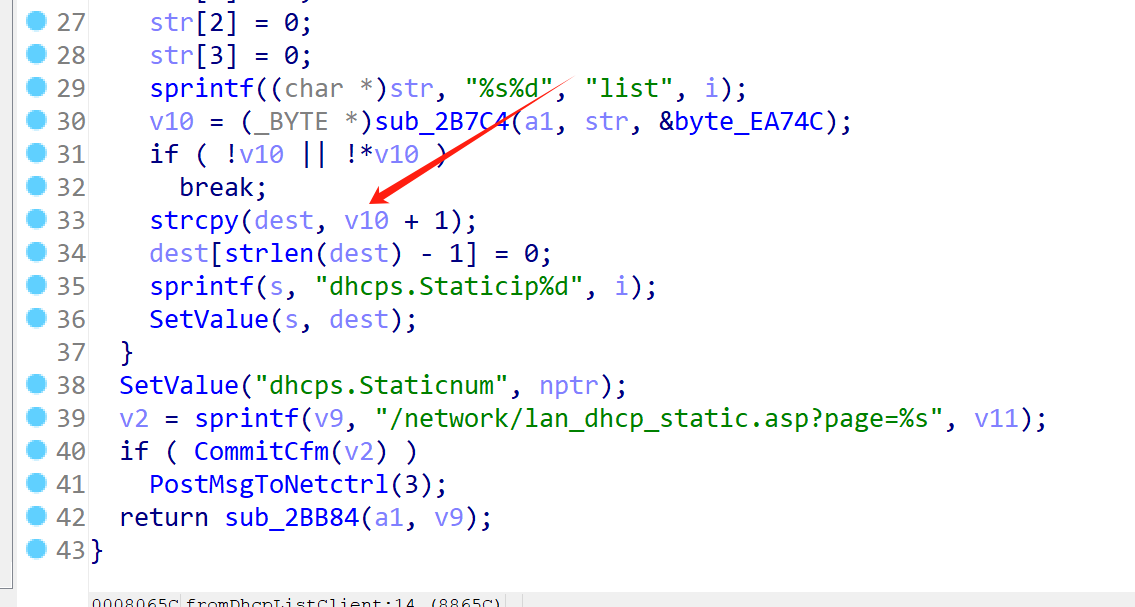 27 str[2] = 0;
28 str[3] = 0;
29 sprintf((char *)str, "%s%d", "list", i);
30 v10 = (_BYTE *)sub_2B7C4(a1, str, &byte_EA74C);
31 if ( !v10 || !*v10 )
32 break;
33 strcpy(dest, v10 + 1);
34 dest[strlen(dest) - 1] = 0;
35 sprintf(s, "dhcps.Staticip%d", i);
36 SetValue(s, dest);
37 }
38 SetValue("dhcps.Staticnum", nptr);
39 v2 = sprintf(v9, "/network/lan_dhcp_static.asp?page=%s", v11);
40 if ( CommitCfm(v2) )
41 PostMsgToNetctrl(3);
42 return sub_2BB84(a1, v9);
43 }
0008065C fromDhcpListClient:14 (8865C)